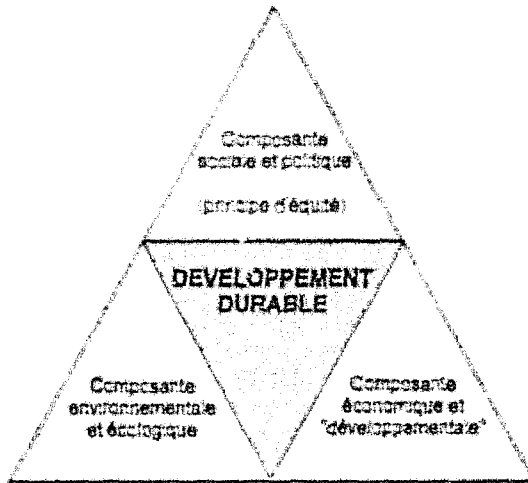 Composante
sociale et politique
(principe d'équité)
DEVELOPPEMENT
DURABLE
Composante
environnementale
et écologique
Composante
économique et
"développementale"